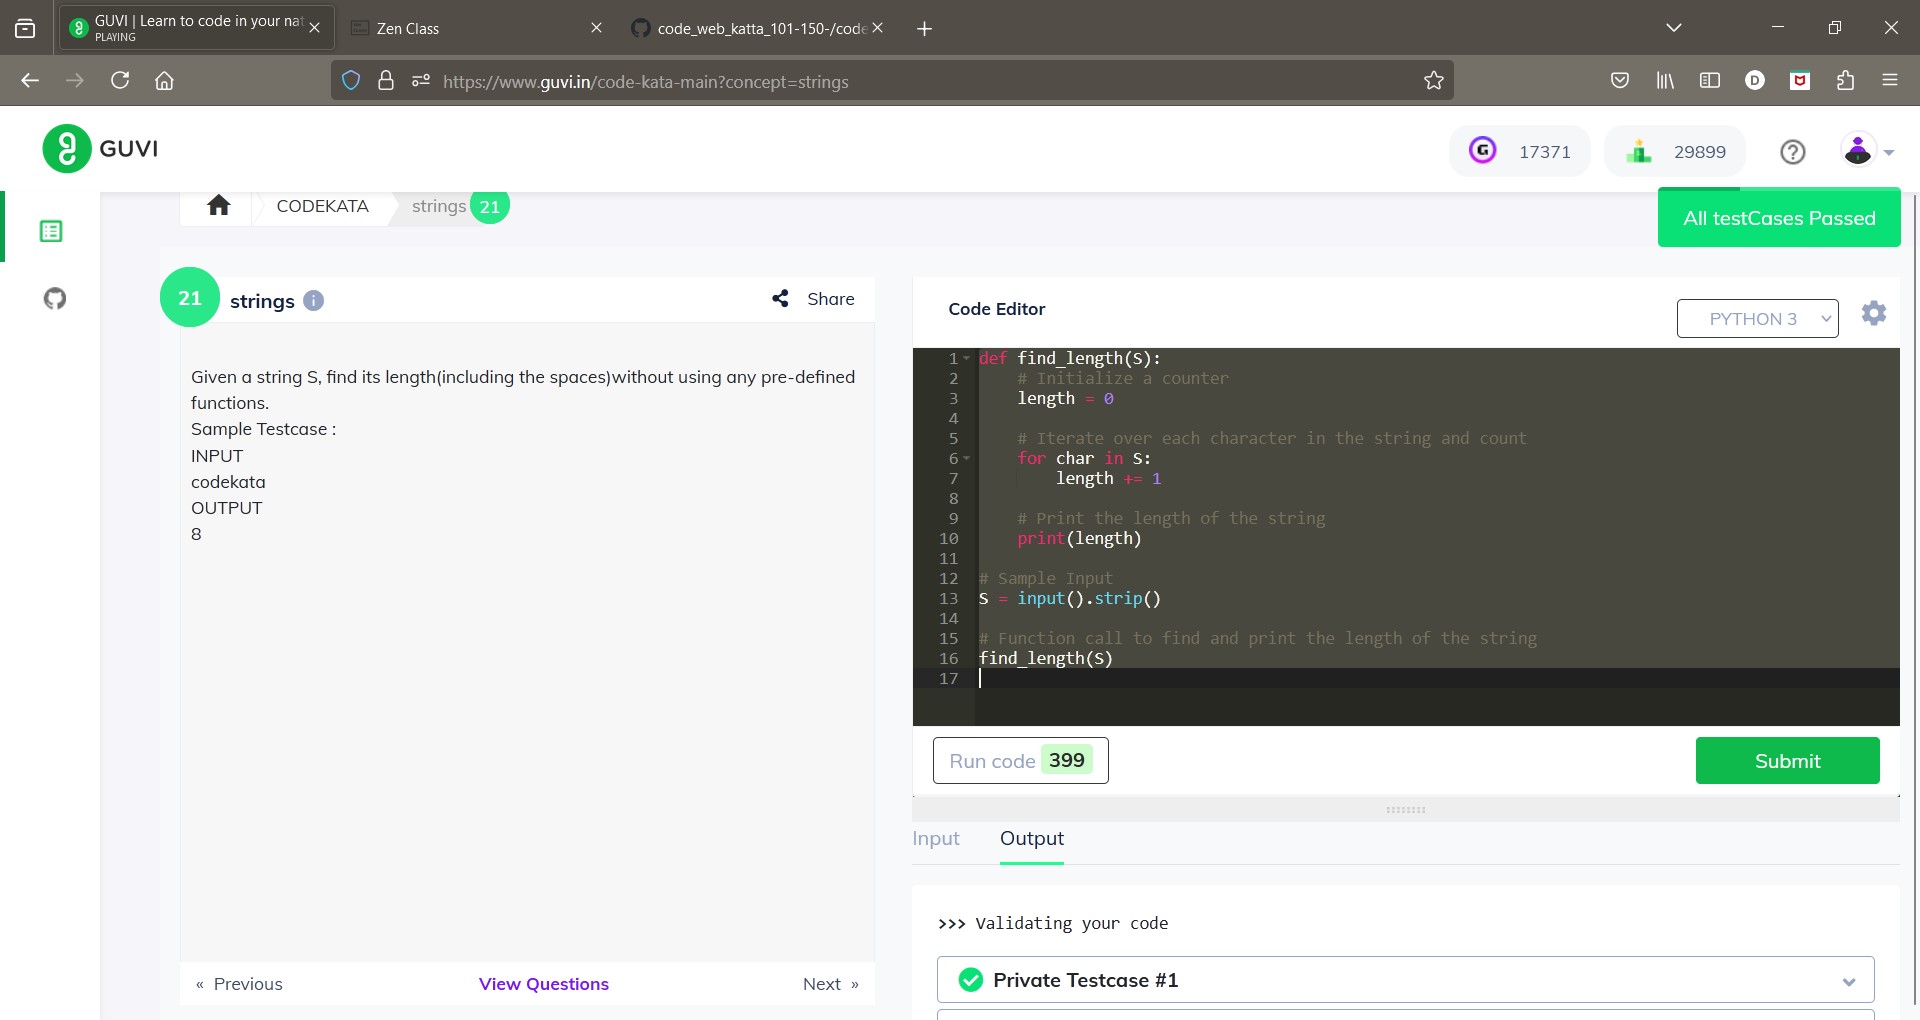 GUVI | Learn to code in your nat
PLAYING
Zen Class
code_web_katta_101-150-/code
https://www.guvi.in/code-kata-main?concept=strings
D
GUVI
G 17371
29899
CODEKATA
strings 21
All testCases Passed
21 strings
Share
Given a string S, find its length(including the spaces)without using any pre-defined
functions.
Sample Testcase :
INPUT
codekata
OUTPUT
8
« Previous
View Questions
Next »
Code Editor
PYTHON 3
1 def find_length(S):
2     # Initialize a counter
3     length = 0
4
5     # Iterate over each character in the string and count
6     for char in S:
7         length += 1
8
9     # Print the length of the string
10     print(length)
11
12 # Sample Input
13 S = input().strip()
14
15 # Function call to find and print the length of the string
16 find_length(S)
17
Run code 399
Submit
Input
Output
>>> Validating your code
Private Testcase #1